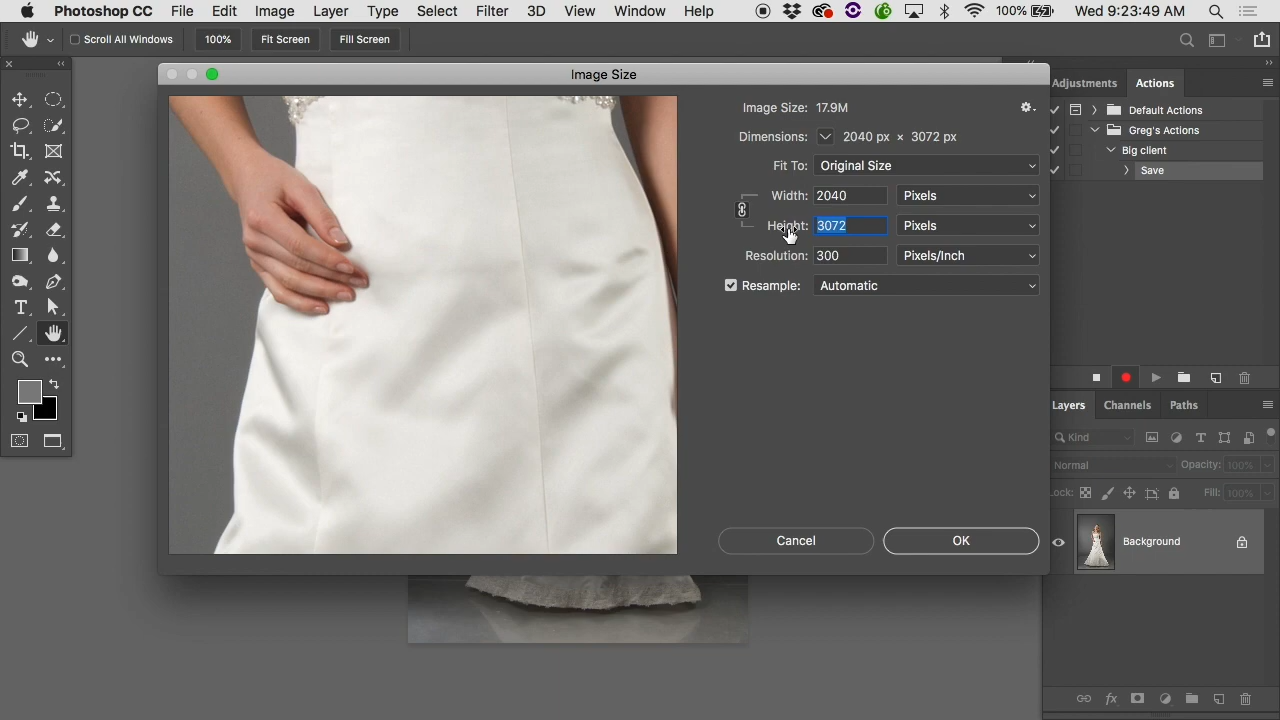 Photoshop CC File Edit Image Layer Type Select Filter 3D View Window Help 100% Wed 9:23:49 AM
Scroll All Windows 100% Fit Screen Fill Screen
Image Size
Adjustments Actions
Image Size: 17.9M
Default Actions
Dimensions: 2040 px × 3072 px
Greg's Actions
Big client
Fit To: Original Size
Save
Width: 2040 Pixels
Height: 3072 Pixels
Resolution: 300 Pixels/Inch
Resample: Automatic
Layers Channels Paths
Kind
Normal Opacity: 100%
Lock: Fill: 100%
Cancel OK
Background